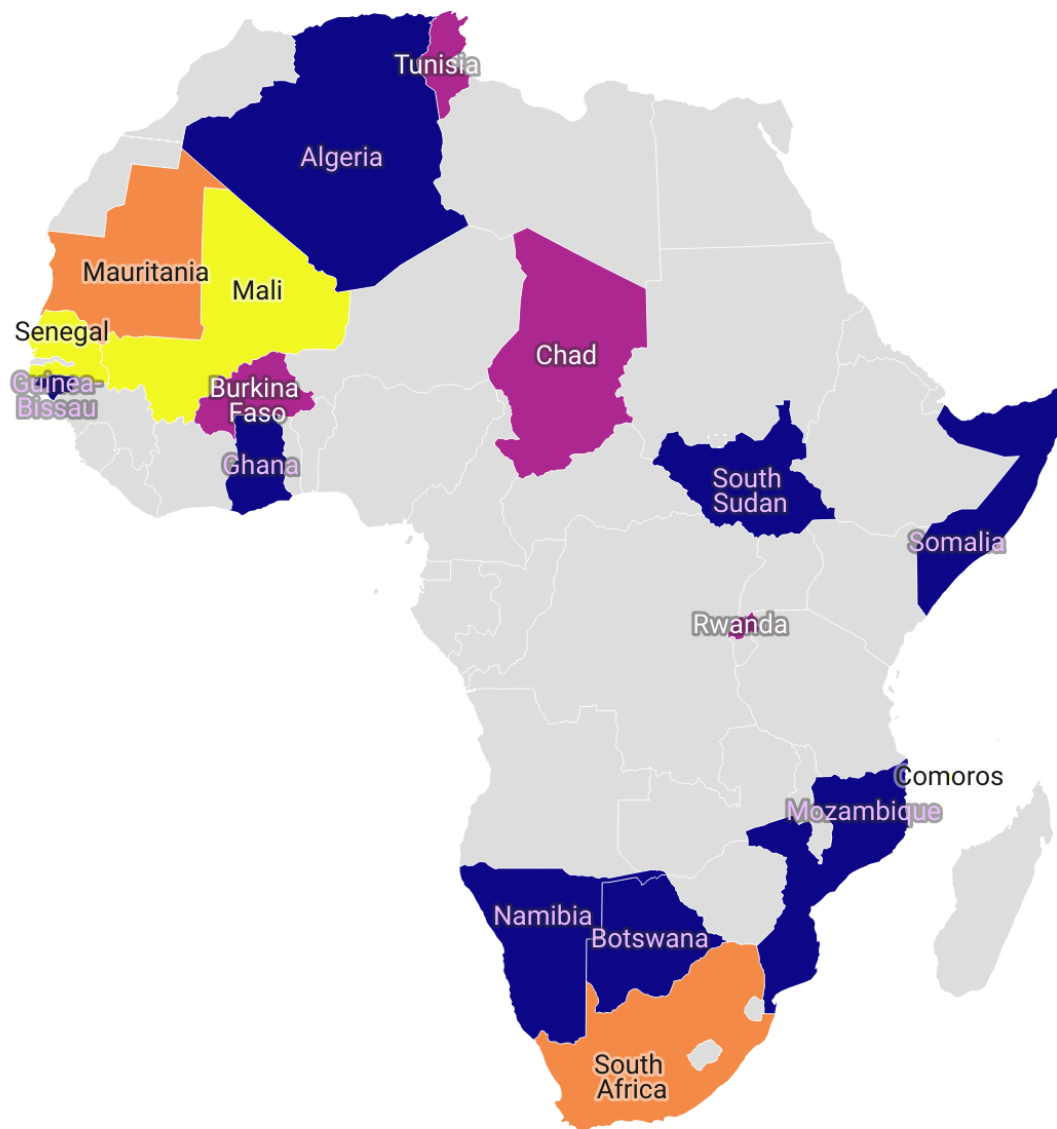 Tunisia
Algeria
Mauritania
Mali
Senegal
Chad
Guinea-
Bissau
Burkina
Faso
Ghana
South
Sudan
Somalia
Rwanda
Comoros
Mozambique
Namibia
Botswana
South
Africa